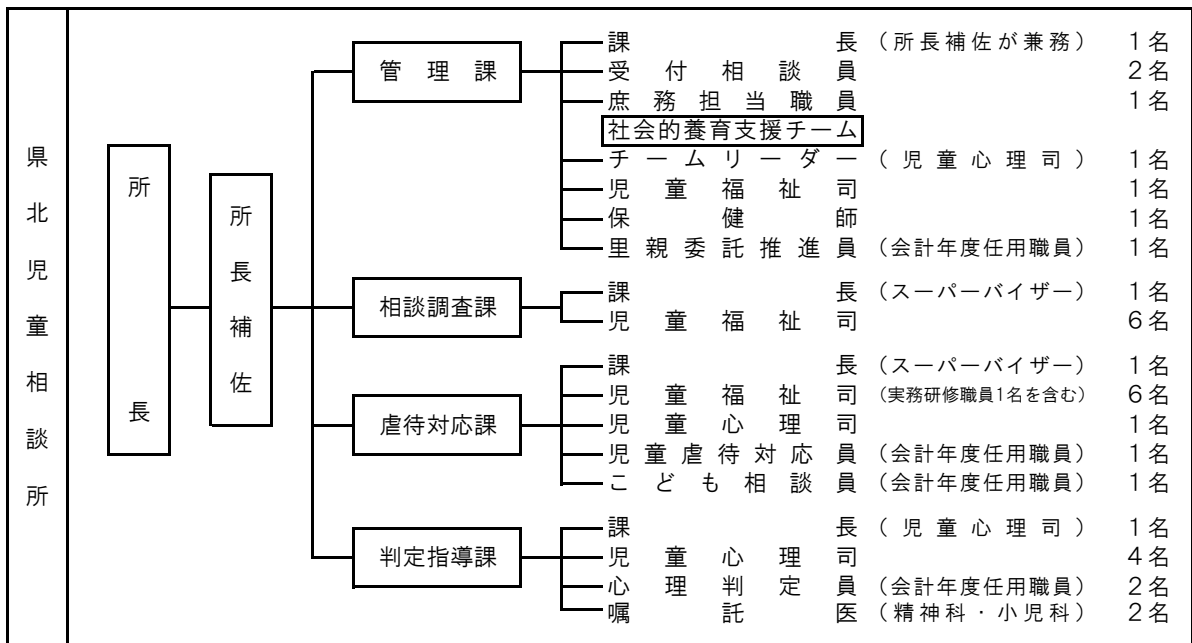 県北児童相談所
所長
所長補佐
管理課
課長（所長補佐が兼務） 1名
受付相談員 2名
庶務担当職員 1名
社会的養育支援チーム
チームリーダー（児童心理司） 1名
児童福祉司 1名
保健師 1名
里親委託推進員（会計年度任用職員） 1名
相談調査課
課長（スーパーバイザー） 1名
児童福祉司 6名
虐待対応課
課長（スーパーバイザー） 1名
児童福祉司（実務研修職員1名を含む） 6名
児童心理司 1名
児童虐待対応員（会計年度任用職員） 1名
こども相談員（会計年度任用職員） 1名
判定指導課
課長（児童心理司） 1名
児童心理司 4名
心理判定員（会計年度任用職員） 2名
嘱託医（精神科・小児科） 2名